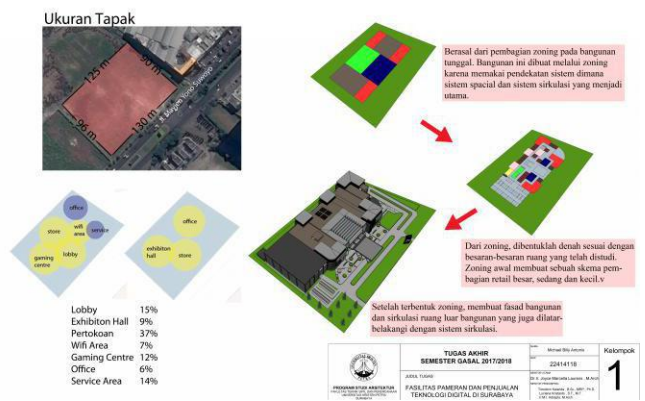 Ukuran Tapak
125 m
90 m
96 m
130 m
Berasal dari pembagian zoning pada bangunan
tunggal. Bangunan ini dibuat melalui zoning
karena memakai pendekatan sistem dimana
sistem spacial dan sistem sirkulasi yang menjadi
utama.
office
store
wifi
area
service
gaming
centre
lobby
office
exhibiton
hall
store
Dari zoning, dibentuklah denah sesuai dengan
besaran-besaran ruang yang telah distudi.
Zoning awal membuat sebuah skema pem-
bagian retail besar, sedang dan kecil.v
Setelah terbentuk zoning, membuat fasad bangunan
dan sirkulasi ruang luar bangunan yang juga dilatar-
belakangi dengan sistem sirkulasi.
Lobby 15%
Exhibiton Hall 9%
Pertokoan 37%
Wifi Area 7%
Gaming Centre 12%
Office 6%
Service Area 14%
PROGRAM STUDI ARSITEKTUR
TUGAS AKHIR
SEMESTER GASAL 2017/2018
JUDUL TUGAS
FASILITAS PAMERAN DAN PENJUALAN
TEKNOLOGI DIGITAL DI SURABAYA
22414118
Kelompok
1